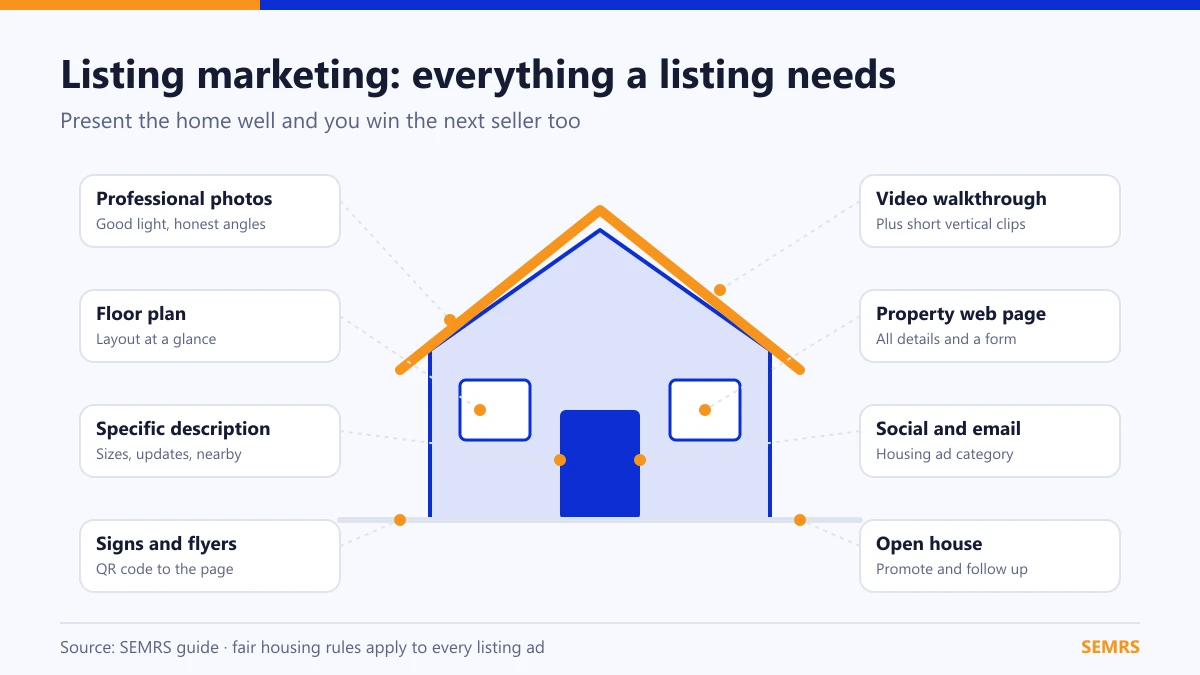 Listing marketing: everything a listing needs
Present the home well and you win the next seller too
Professional photos
Good light, honest angles
Floor plan
Layout at a glance
Specific description
Sizes, updates, nearby
Signs and flyers
QR code to the page
Video walkthrough
Plus short vertical clips
Property web page
All details and a form
Social and email
Housing ad category
Open house
Promote and follow up
Source: SEMRS guide · fair housing rules apply to every listing ad
SEMRS